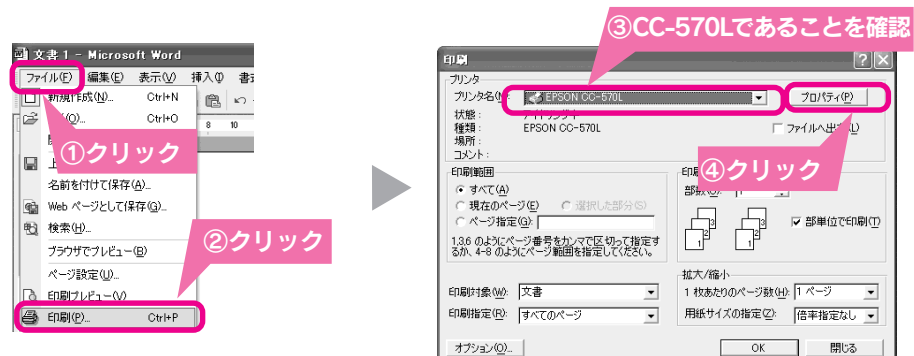 文書 1 - Microsoft Word
ファイル(F) 編集(E) 表示(V) 挿入(I)
新規作成(N)... Ctrl+N
(O)... Ctrl+O
8 10
①クリック
上
名前を付けて保存(A)...
Web ページとして保存(G)...
検索(H)...
ブラウザでプレビュー(B)
②クリック
ページ設定(U)...
印刷プレビュー(V)
印刷(P)... Ctrl+P
③CC-570Lであることを確認
印刷
プリンタ
プリンタ名(N): EPSON CC-570L プロパティ(P)
状態: アイドリング中
種類: EPSON CC-570L ファイルへ出力(L)
場所:
コメント:
④クリック
印刷範囲
すべて(A)
現在のページ(E) 選択した部分(S)
ページ指定(G):
1,3,6 のようにページ番号をカンマで区切って指定す
るか、4-8 のようにページ範囲を指定してください。
部数(C): 1
部単位で印刷(T)
印刷対象(W): 文書
印刷指定(R): すべてのページ
拡大/縮小
1 枚あたりのページ数(H): 1 ページ
用紙サイズの指定(Z): 倍率指定なし
オプション(O)... OK 閉じる